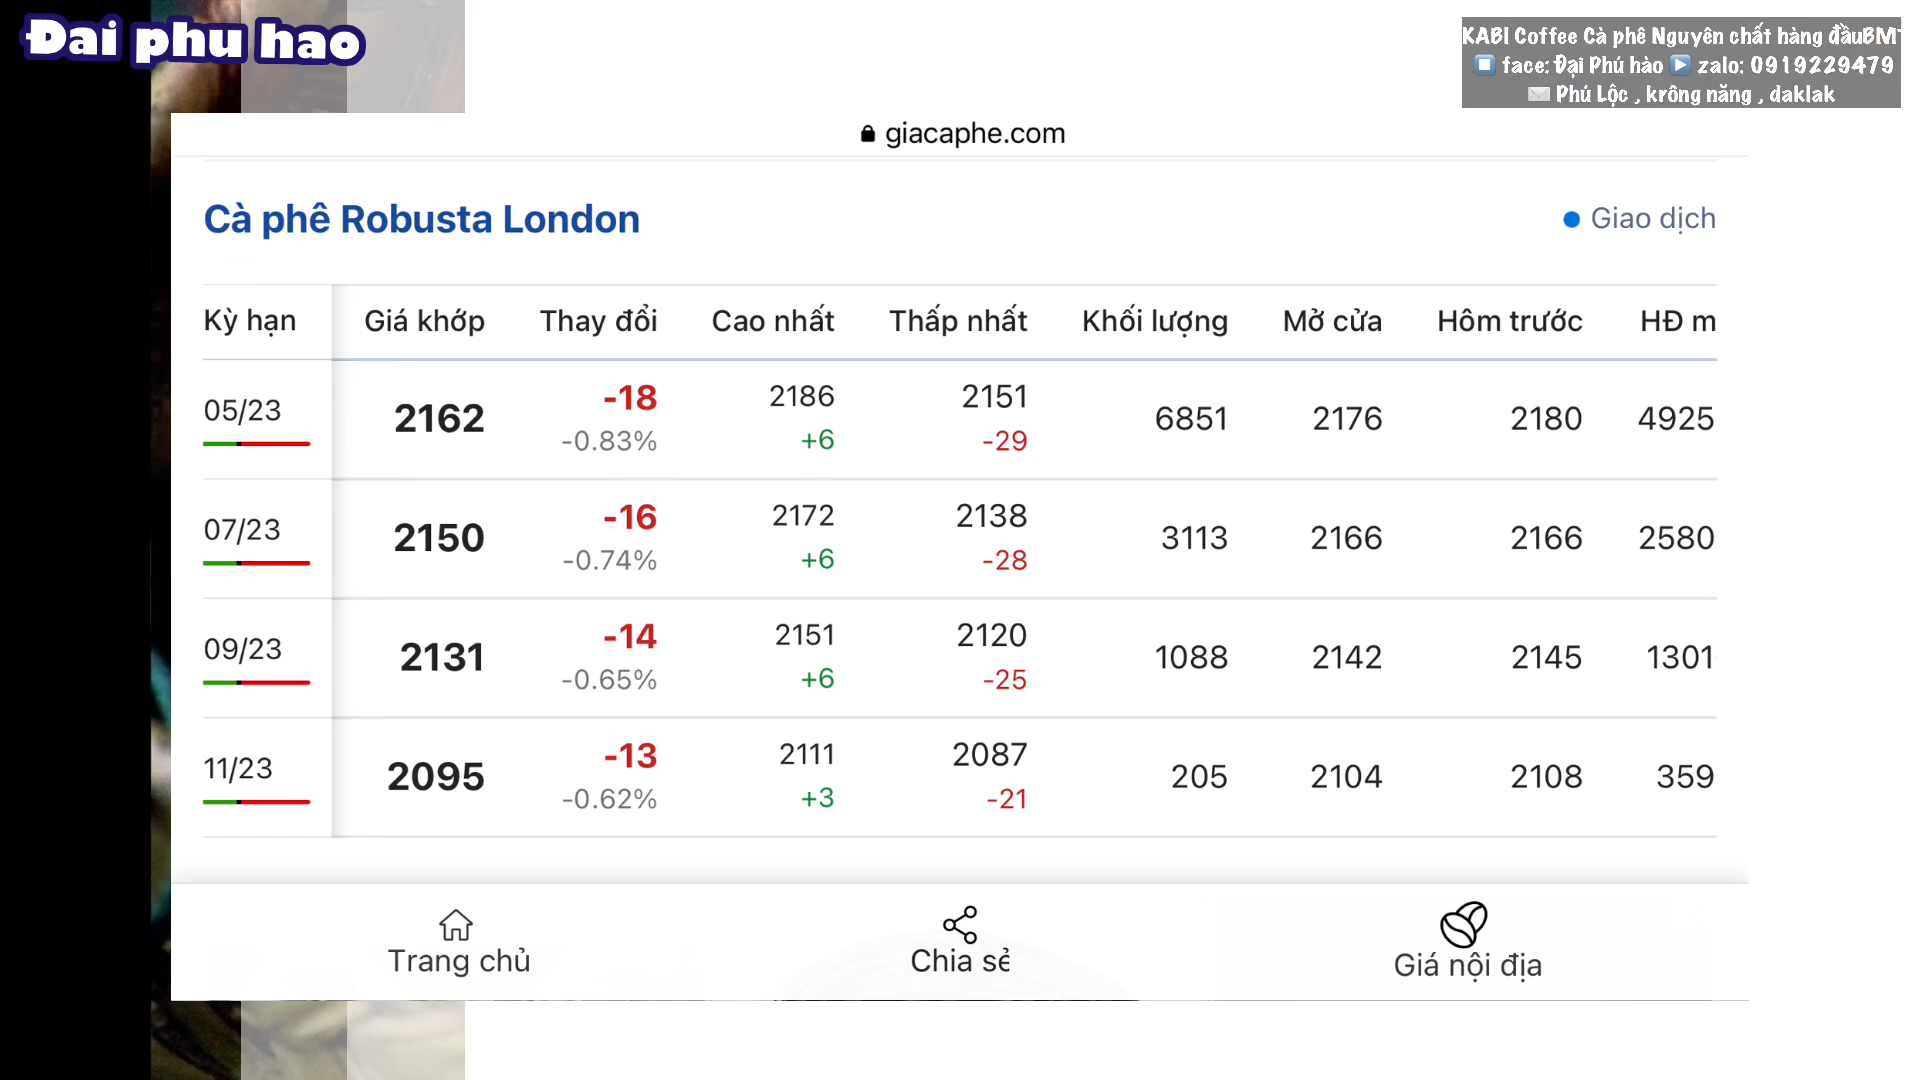 Đai phu hao
KABI Coffee Cà phê Nguyên chất hàng đầuBMT
face: Đại Phú hào zalo: 0919229479
Phú Lộc , krông năng , daklak
giacaphe.com
Cà phê Robusta London
Giao dịch
Kỳ hạn Giá khớp Thay đổi Cao nhất Thấp nhất Khối lượng Mở cửa Hôm trước HĐ m
05/23 2162 -18 2186 2151 6851 2176 2180 4925
-0.83% +6 -29
07/23 2150 -16 2172 2138 3113 2166 2166 2580
-0.74% +6 -28
09/23 2131 -14 2151 2120 1088 2142 2145 1301
-0.65% +6 -25
11/23 2095 -13 2111 2087 205 2104 2108 359
-0.62% +3 -21
Trang chủ Chia sẻ Giá nội địa